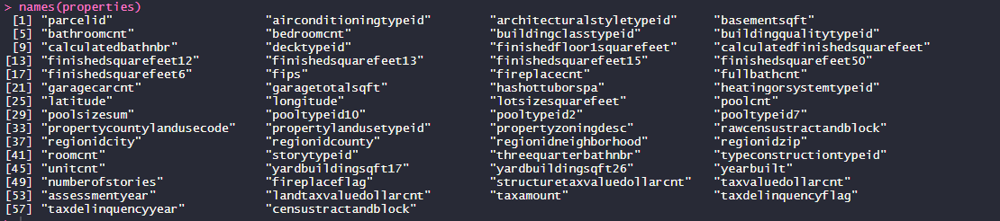 > names(properties)
[1] "parcelid" "airconditioningtypeid" "architecturalstyletypeid" "basementsqft"
[5] "bathroomcnt" "bedroomcnt" "buildingclasstypeid" "buildingqualitytypeid"
[9] "calculatedbathnbr" "decktypeid" "finishedfloor1squarefeet" "calculatedfinishedsquarefeet"
[13] "finishedsquarefeet12" "finishedsquarefeet13" "finishedsquarefeet15" "finishedsquarefeet50"
[17] "finishedsquarefeet6" "fips" "fireplacecnt" "fullbathcnt"
[21] "garagecarcnt" "garagetotalsqft" "hashottuborspa" "heatingorsystemtypeid"
[25] "latitude" "longitude" "lotsizesquarefeet" "poolcnt"
[29] "poolsizesum" "pooltypeid10" "pooltypeid2" "pooltypeid7"
[33] "propertycountylandusecode" "propertylandusetypeid" "propertyzoningdesc" "rawcensustractandblock"
[37] "regionidcity" "regionidcounty" "regionidneighborhood" "regionidzip"
[41] "roomcnt" "storytypeid" "threequarterbathnbr" "typeconstructiontypeid"
[45] "unitcnt" "yardbuildingsqft17" "yardbuildingsqft26" "yearbuilt"
[49] "numberofstories" "fireplaceflag" "structuretaxvaluedollarcnt" "taxvaluedollarcnt"
[53] "assessmentyear" "landtaxvaluedollarcnt" "taxamount" "taxdelinquencyflag"
[57] "taxdelinquencyyear" "censustractandblock"